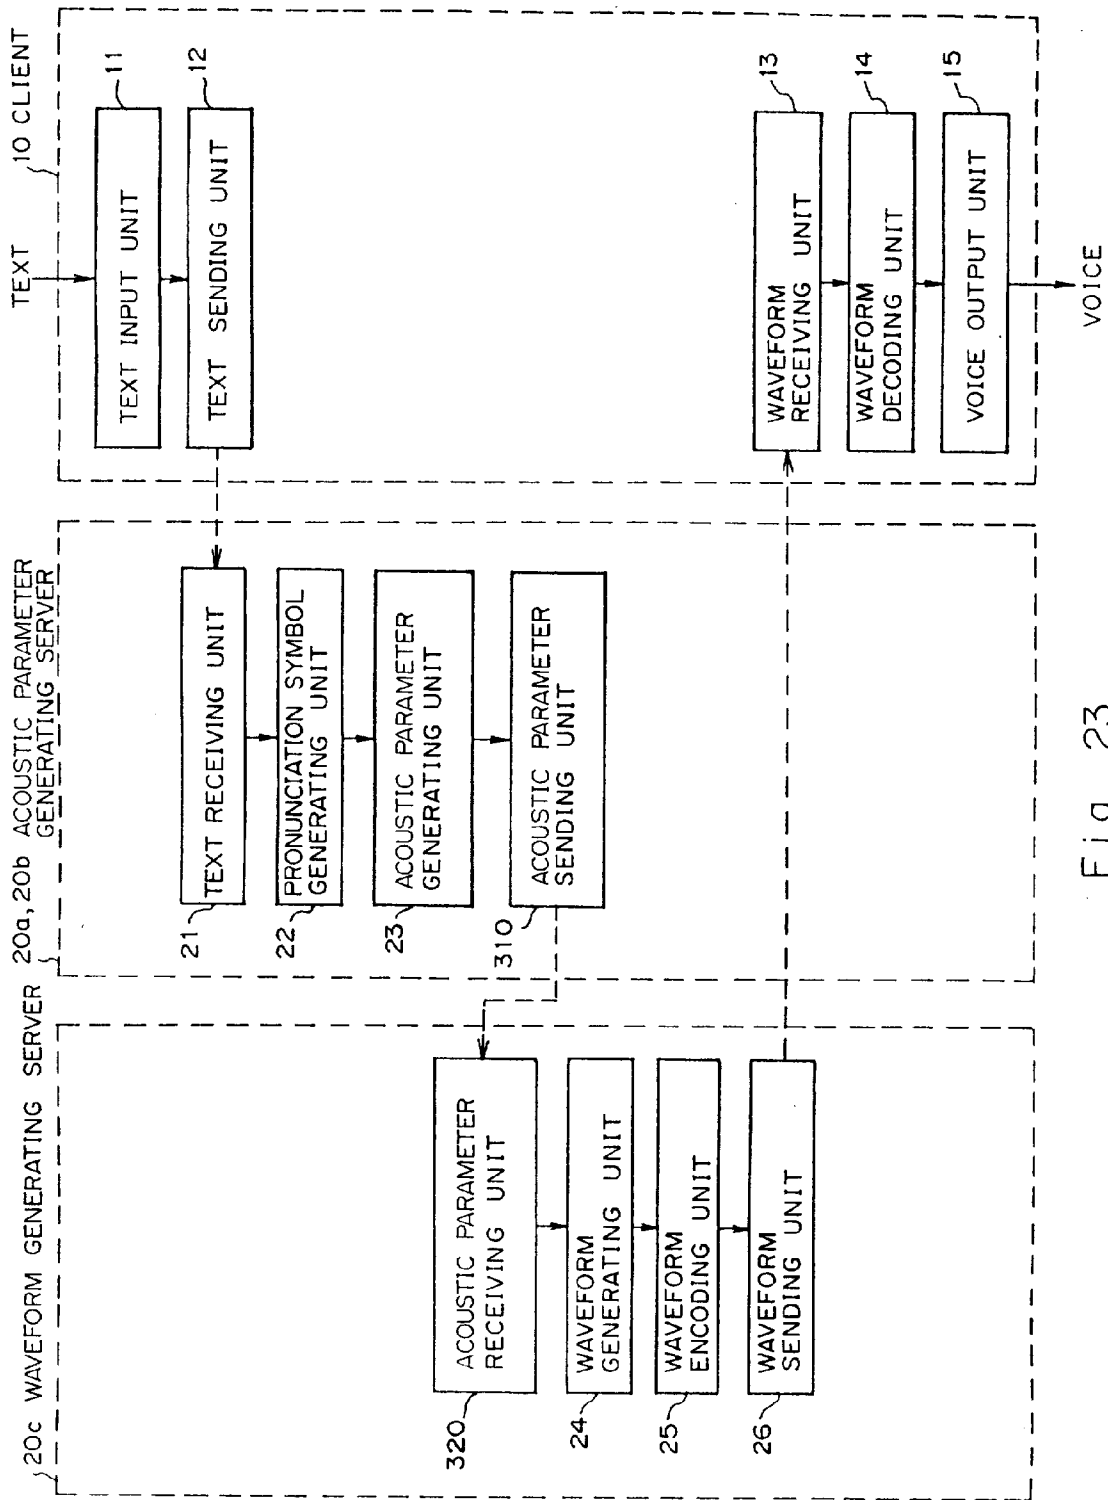 20c WAVEFORM GENERATING SERVER
320
ACOUSTIC PARAMETER
RECEIVING UNIT
24
WAVEFORM
GENERATING UNIT
25
WAVEFORM
ENCODING UNIT
26
WAVEFORM
SENDING UNIT
20a, 20b ACOUSTIC PARAMETER
GENERATING SERVER
21
TEXT RECEIVING UNIT
22
PRONUNCIATION SYMBOL
GENERATING UNIT
23
ACOUSTIC PARAMETER
GENERATING UNIT
310
ACOUSTIC PARAMETER
SENDING UNIT
TEXT
10 CLIENT
TEXT INPUT UNIT
11
TEXT SENDING UNIT
12
WAVEFORM
RECEIVING UNIT
13
WAVEFORM
DECODING UNIT
14
VOICE OUTPUT UNIT
15
VOICE
Fig. 23